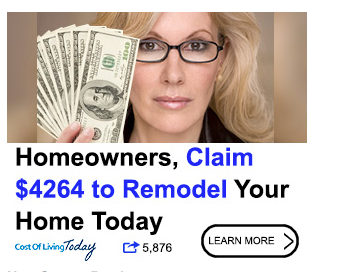 Homeowners, Claim
$4264 to Remodel Your
Home Today
Cost Of Living Today
5,876
LEARN MORE